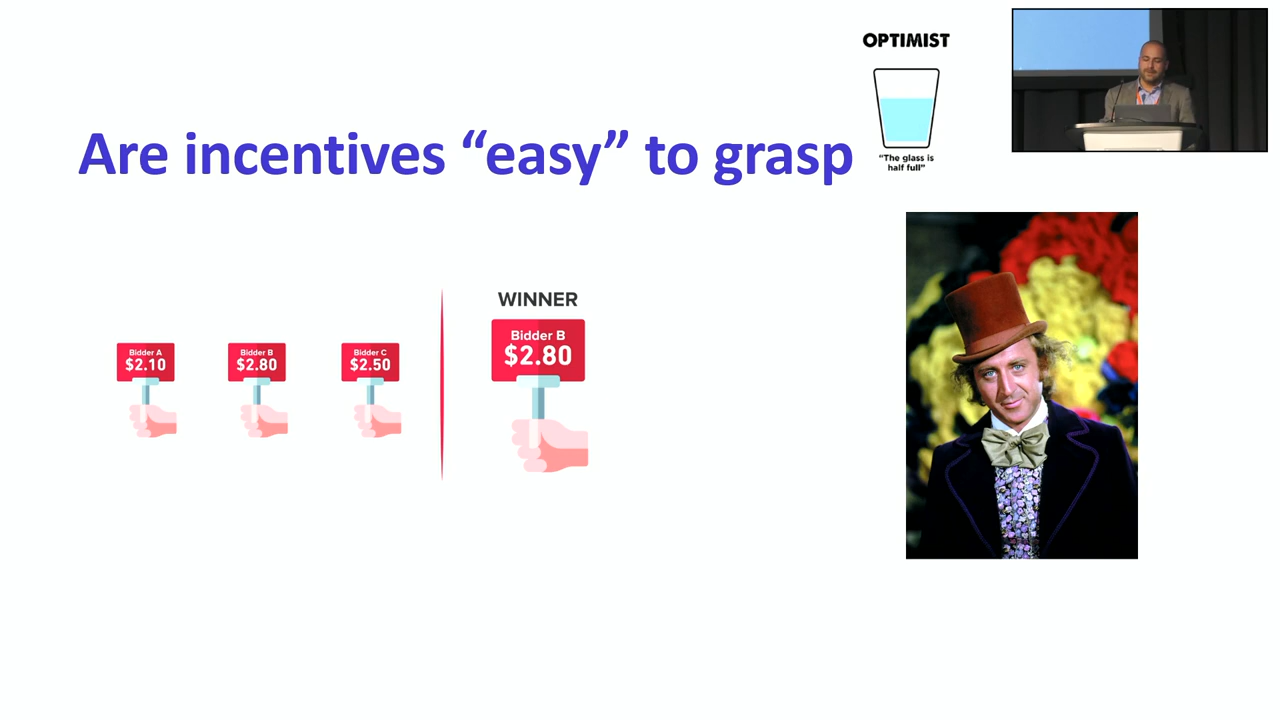 OPTIMIST
Are incentives “easy” to grasp
“The glass is
half full”
WINNER
Bidder A
$2.10
Bidder B
$2.80
Bidder C
$2.50
Bidder B
$2.80